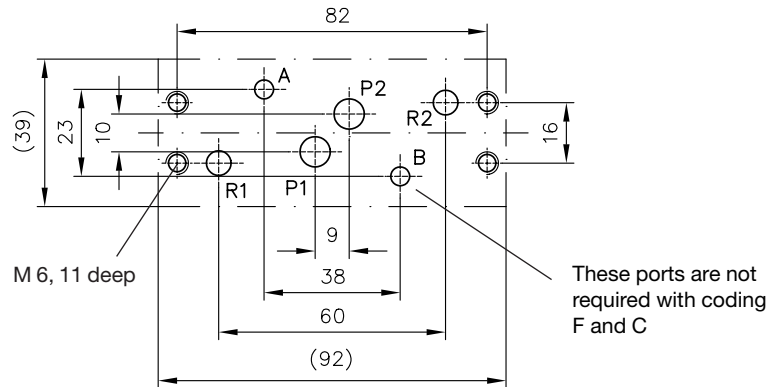 82
A
P2
R2
(39)
23
10
16
B
R1
P1
9
M 6, 11 deep
38
These ports are not
required with coding
F and C
60
(92)